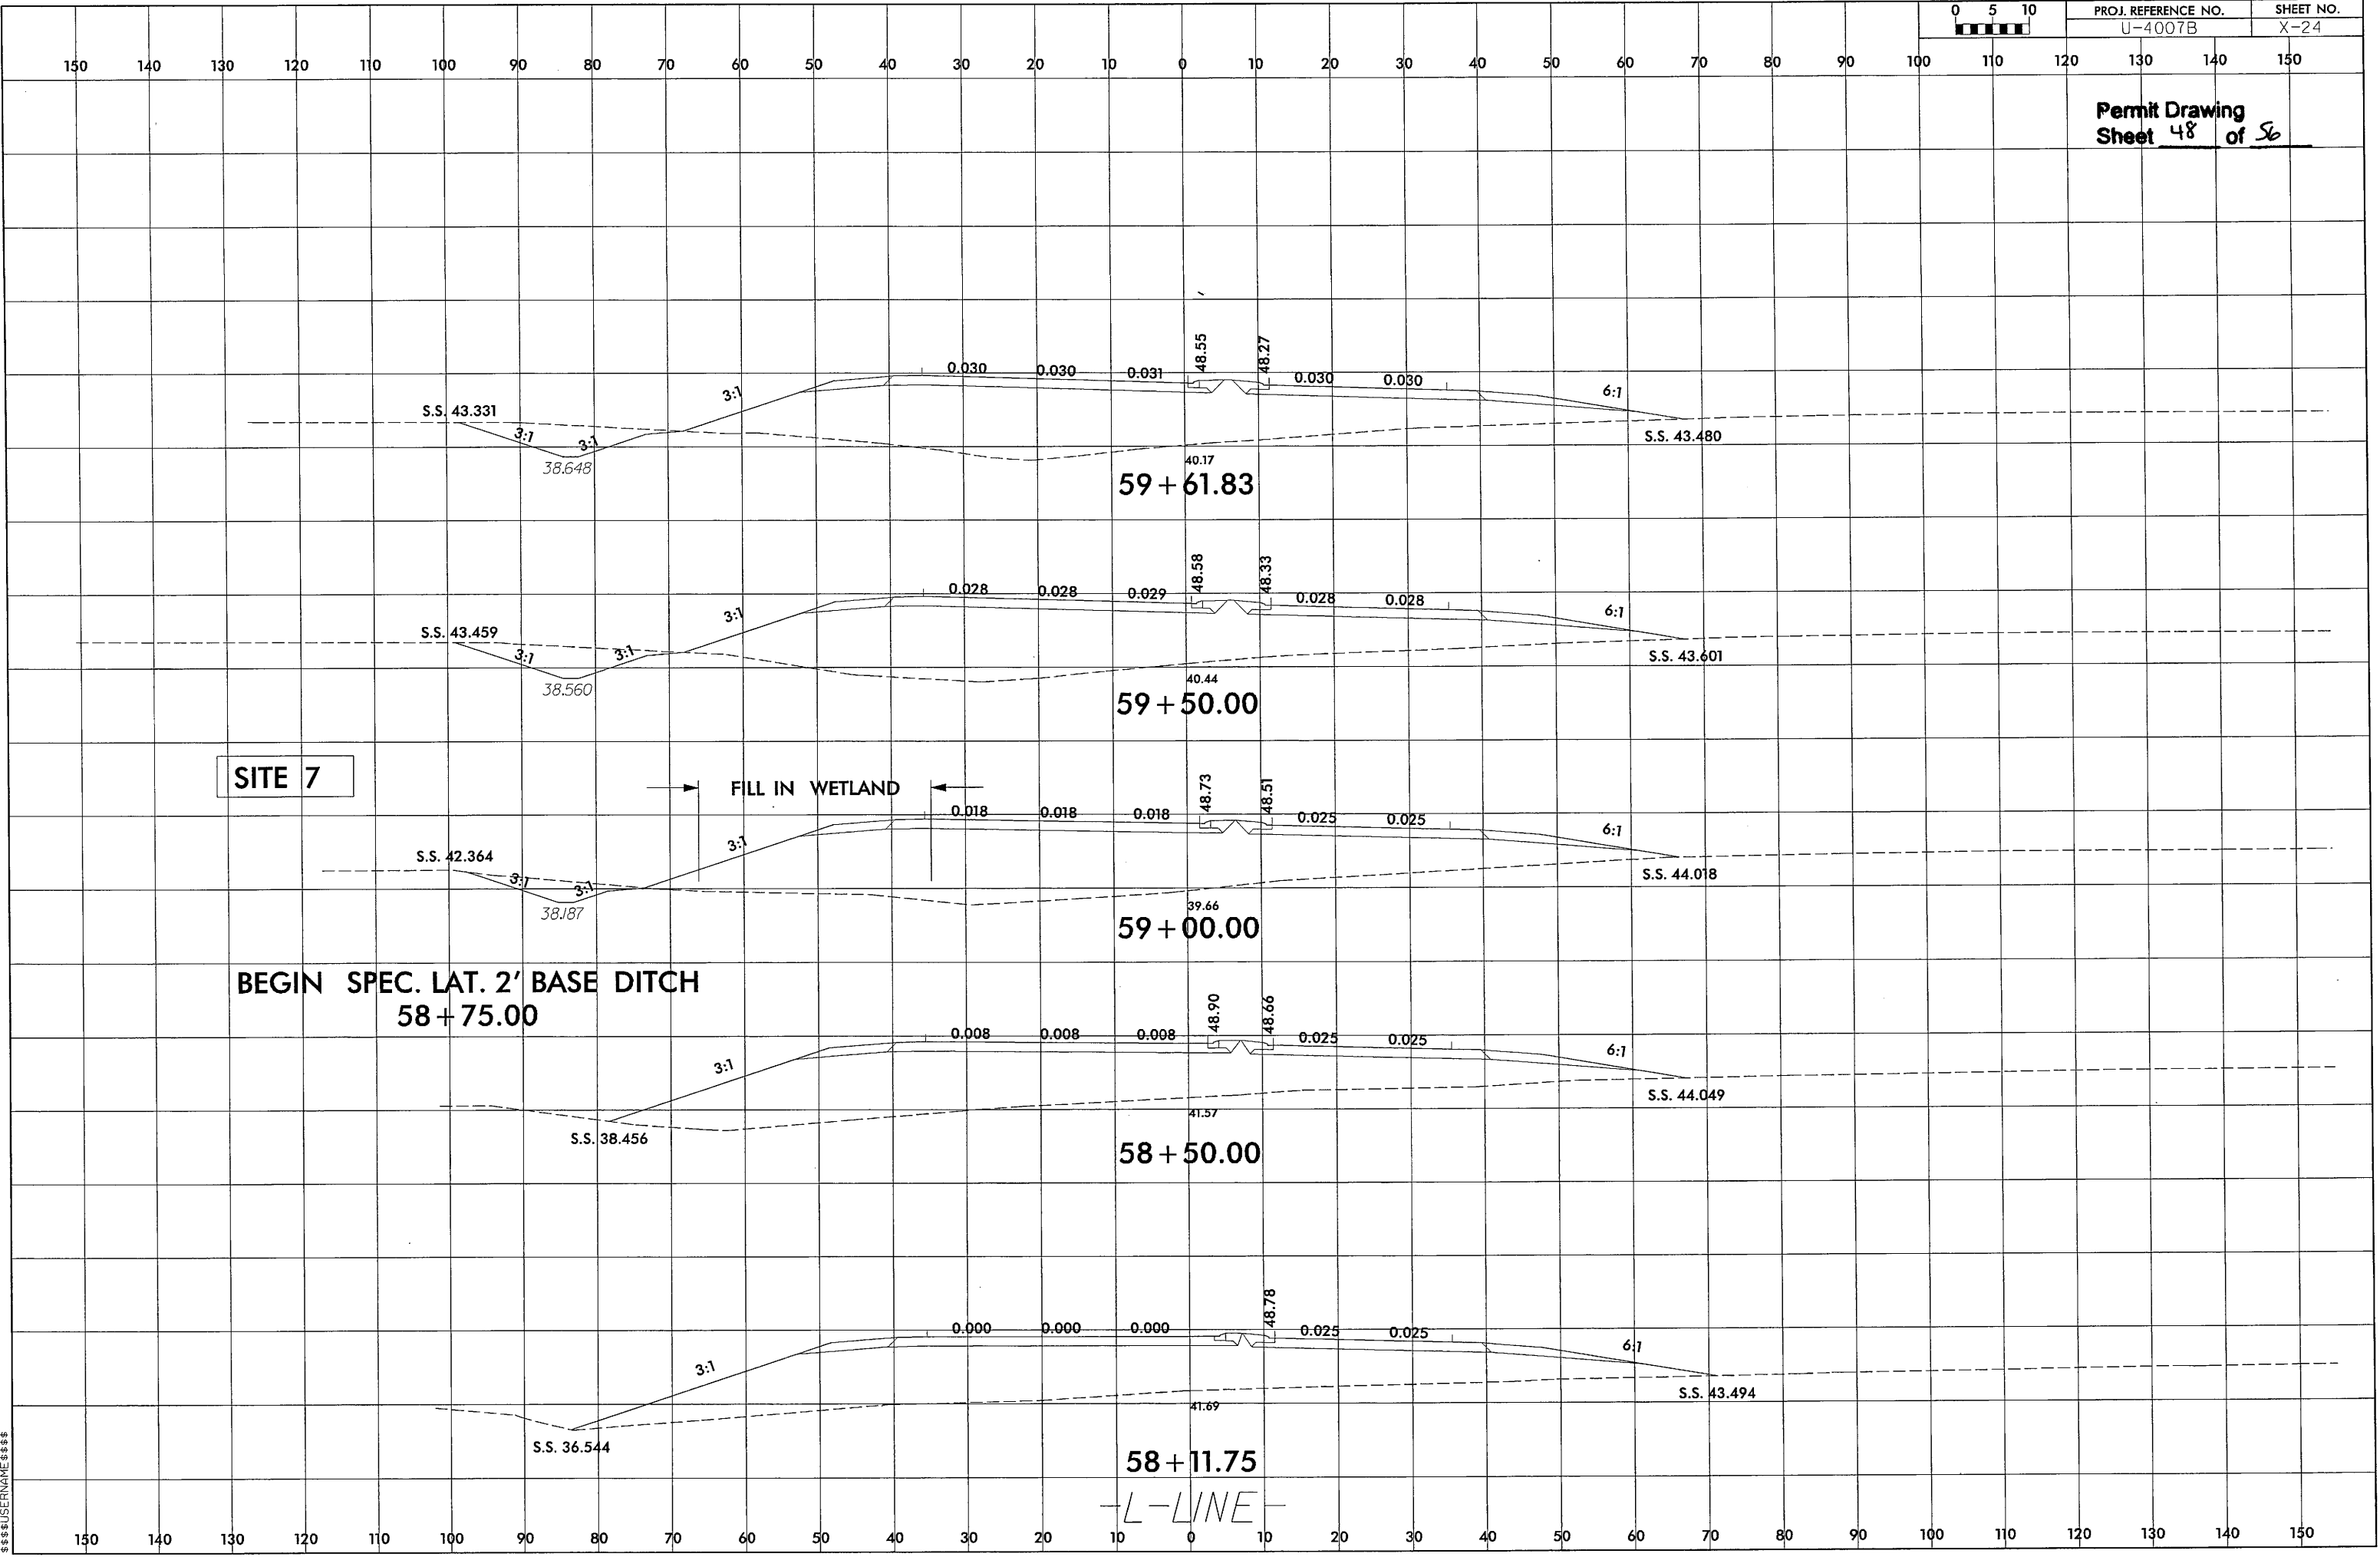 0 5 10
PROJ. REFERENCE NO. SHEET NO.
U-4007B X-24
150 140 130 120 110 100 90 80 70 60 50 40 30 20 10 0 10 20 30 40 50 60 70 80 90 100 110 120 130 140 150
Permit Drawing
Sheet 48 of 56
48.55 48.27
3:1 0.030 0.030 0.031 0.030 0.030 6:1
S.S. 43.331
3:1 3:1
38.648
S.S. 43.480
40.17
59+61.83
48.58 48.33
3:1 0.028 0.028 0.029 0.028 0.028 6:1
S.S. 43.459
3:1 3:1
38.560
S.S. 43.601
40.44
59+50.00
SITE 7
FILL IN WETLAND
48.73 48.51
3:1 0.018 0.018 0.018 0.025 0.025 6:1
S.S. 42.364
3:1 3:1
38.187
S.S. 44.018
39.66
59+00.00
BEGIN SPEC. LAT. 2' BASE DITCH
58+75.00
48.90 48.66
3:1 0.008 0.008 0.008 0.025 0.025 6:1
S.S. 44.049
41.57
S.S. 38.456
58+50.00
48.78
3:1 0.000 0.000 0.000 0.025 0.025 6:1
S.S. 43.494
41.69
S.S. 36.544
58+11.75
-L-LINE-
150 140 130 120 110 100 90 80 70 60 50 40 30 20 10 0 10 20 30 40 50 60 70 80 90 100 110 120 130 140 150
$$$$USERNAME$$$$